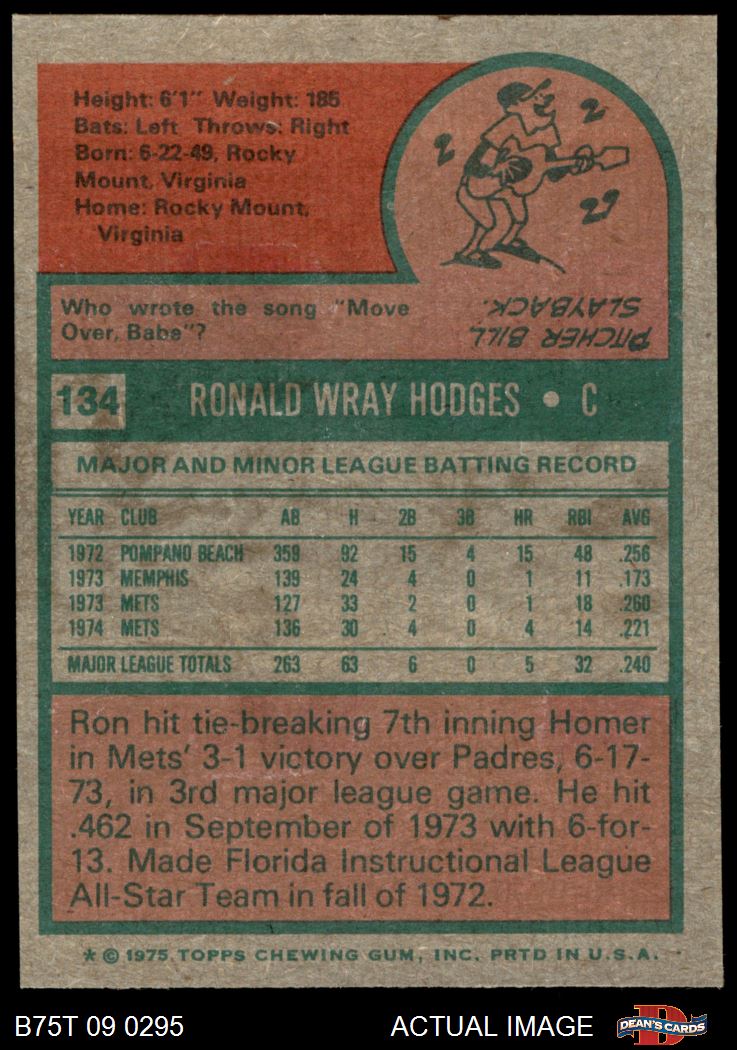 Height: 6'1" Weight: 185
Bats: Left Throws: Right
Born: 6-22-49, Rocky
Mount, Virginia
Home: Rocky Mount,
Virginia
Who wrote the song "Move
Over, Babe"?
PITCHER BILL
SLAYBACK.
134 RONALD WRAY HODGES • C
MAJOR AND MINOR LEAGUE BATTING RECORD
YEAR CLUB AB H 2B 3B HR RBI AVG
1972 POMPANO BEACH 359 92 15 4 15 48 .256
1973 MEMPHIS 139 24 4 0 1 11 .173
1973 METS 127 33 2 0 1 18 .260
1974 METS 136 30 4 0 4 14 .221
MAJOR LEAGUE TOTALS 263 63 6 0 5 32 .240
Ron hit tie-breaking 7th inning Homer
in Mets' 3-1 victory over Padres, 6-17-
73, in 3rd major league game. He hit
.462 in September of 1973 with 6-for-
13. Made Florida Instructional League
All-Star Team in fall of 1972.
* © 1975 TOPPS CHEWING GUM, INC. PRTD IN U.S.A.
B75T 09 0295 ACTUAL IMAGE D DEAN'S CARDS